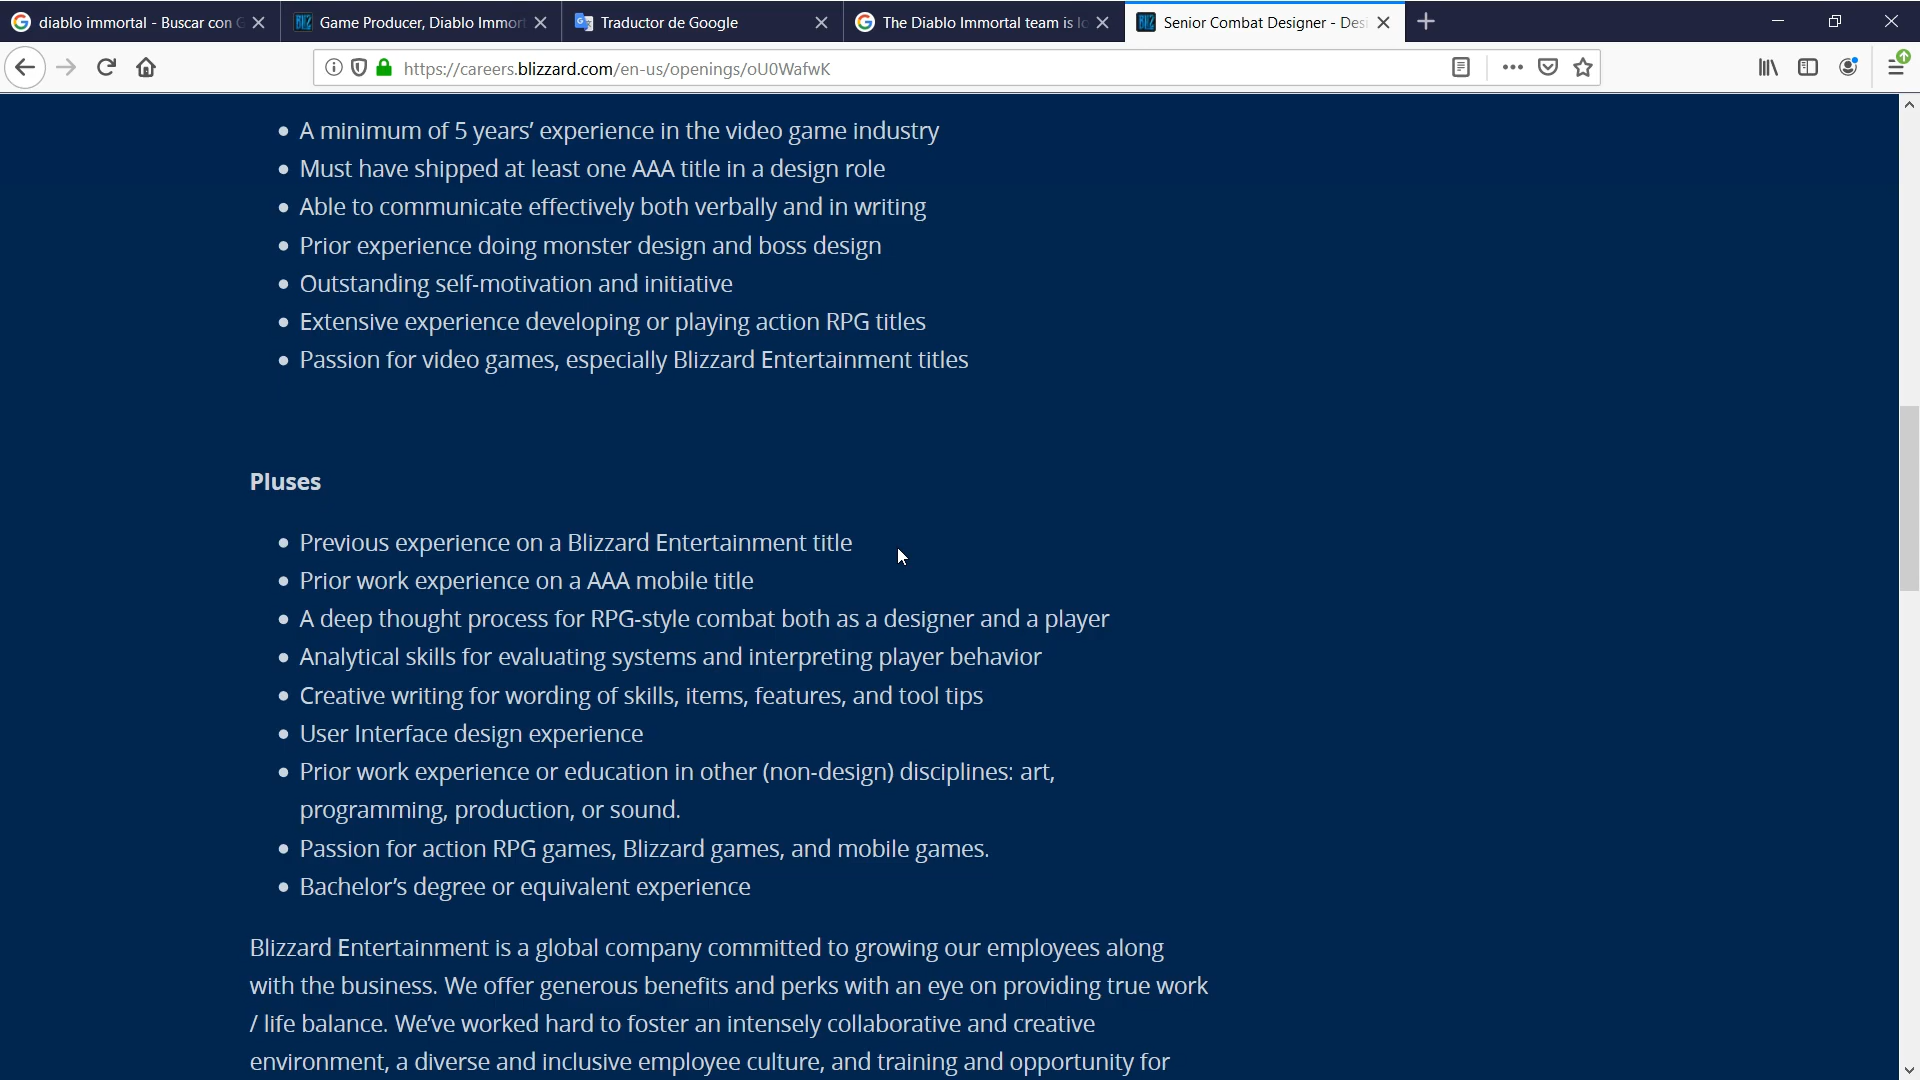 diablo immortal - Buscar con G
Game Producer, Diablo Immor
Traductor de Google
The Diablo Immortal team is lo
Senior Combat Designer - Des
https://careers.blizzard.com/en-us/openings/oU0WafwK
• A minimum of 5 years’ experience in the video game industry
• Must have shipped at least one AAA title in a design role
• Able to communicate effectively both verbally and in writing
• Prior experience doing monster design and boss design
• Outstanding self-motivation and initiative
• Extensive experience developing or playing action RPG titles
• Passion for video games, especially Blizzard Entertainment titles
Pluses
• Previous experience on a Blizzard Entertainment title
• Prior work experience on a AAA mobile title
• A deep thought process for RPG-style combat both as a designer and a player
• Analytical skills for evaluating systems and interpreting player behavior
• Creative writing for wording of skills, items, features, and tool tips
• User Interface design experience
• Prior work experience or education in other (non-design) disciplines: art,
programming, production, or sound.
• Passion for action RPG games, Blizzard games, and mobile games.
• Bachelor’s degree or equivalent experience
Blizzard Entertainment is a global company committed to growing our employees along
with the business. We offer generous benefits and perks with an eye on providing true work
/ life balance. We’ve worked hard to foster an intensely collaborative and creative
environment, a diverse and inclusive employee culture, and training and opportunity for